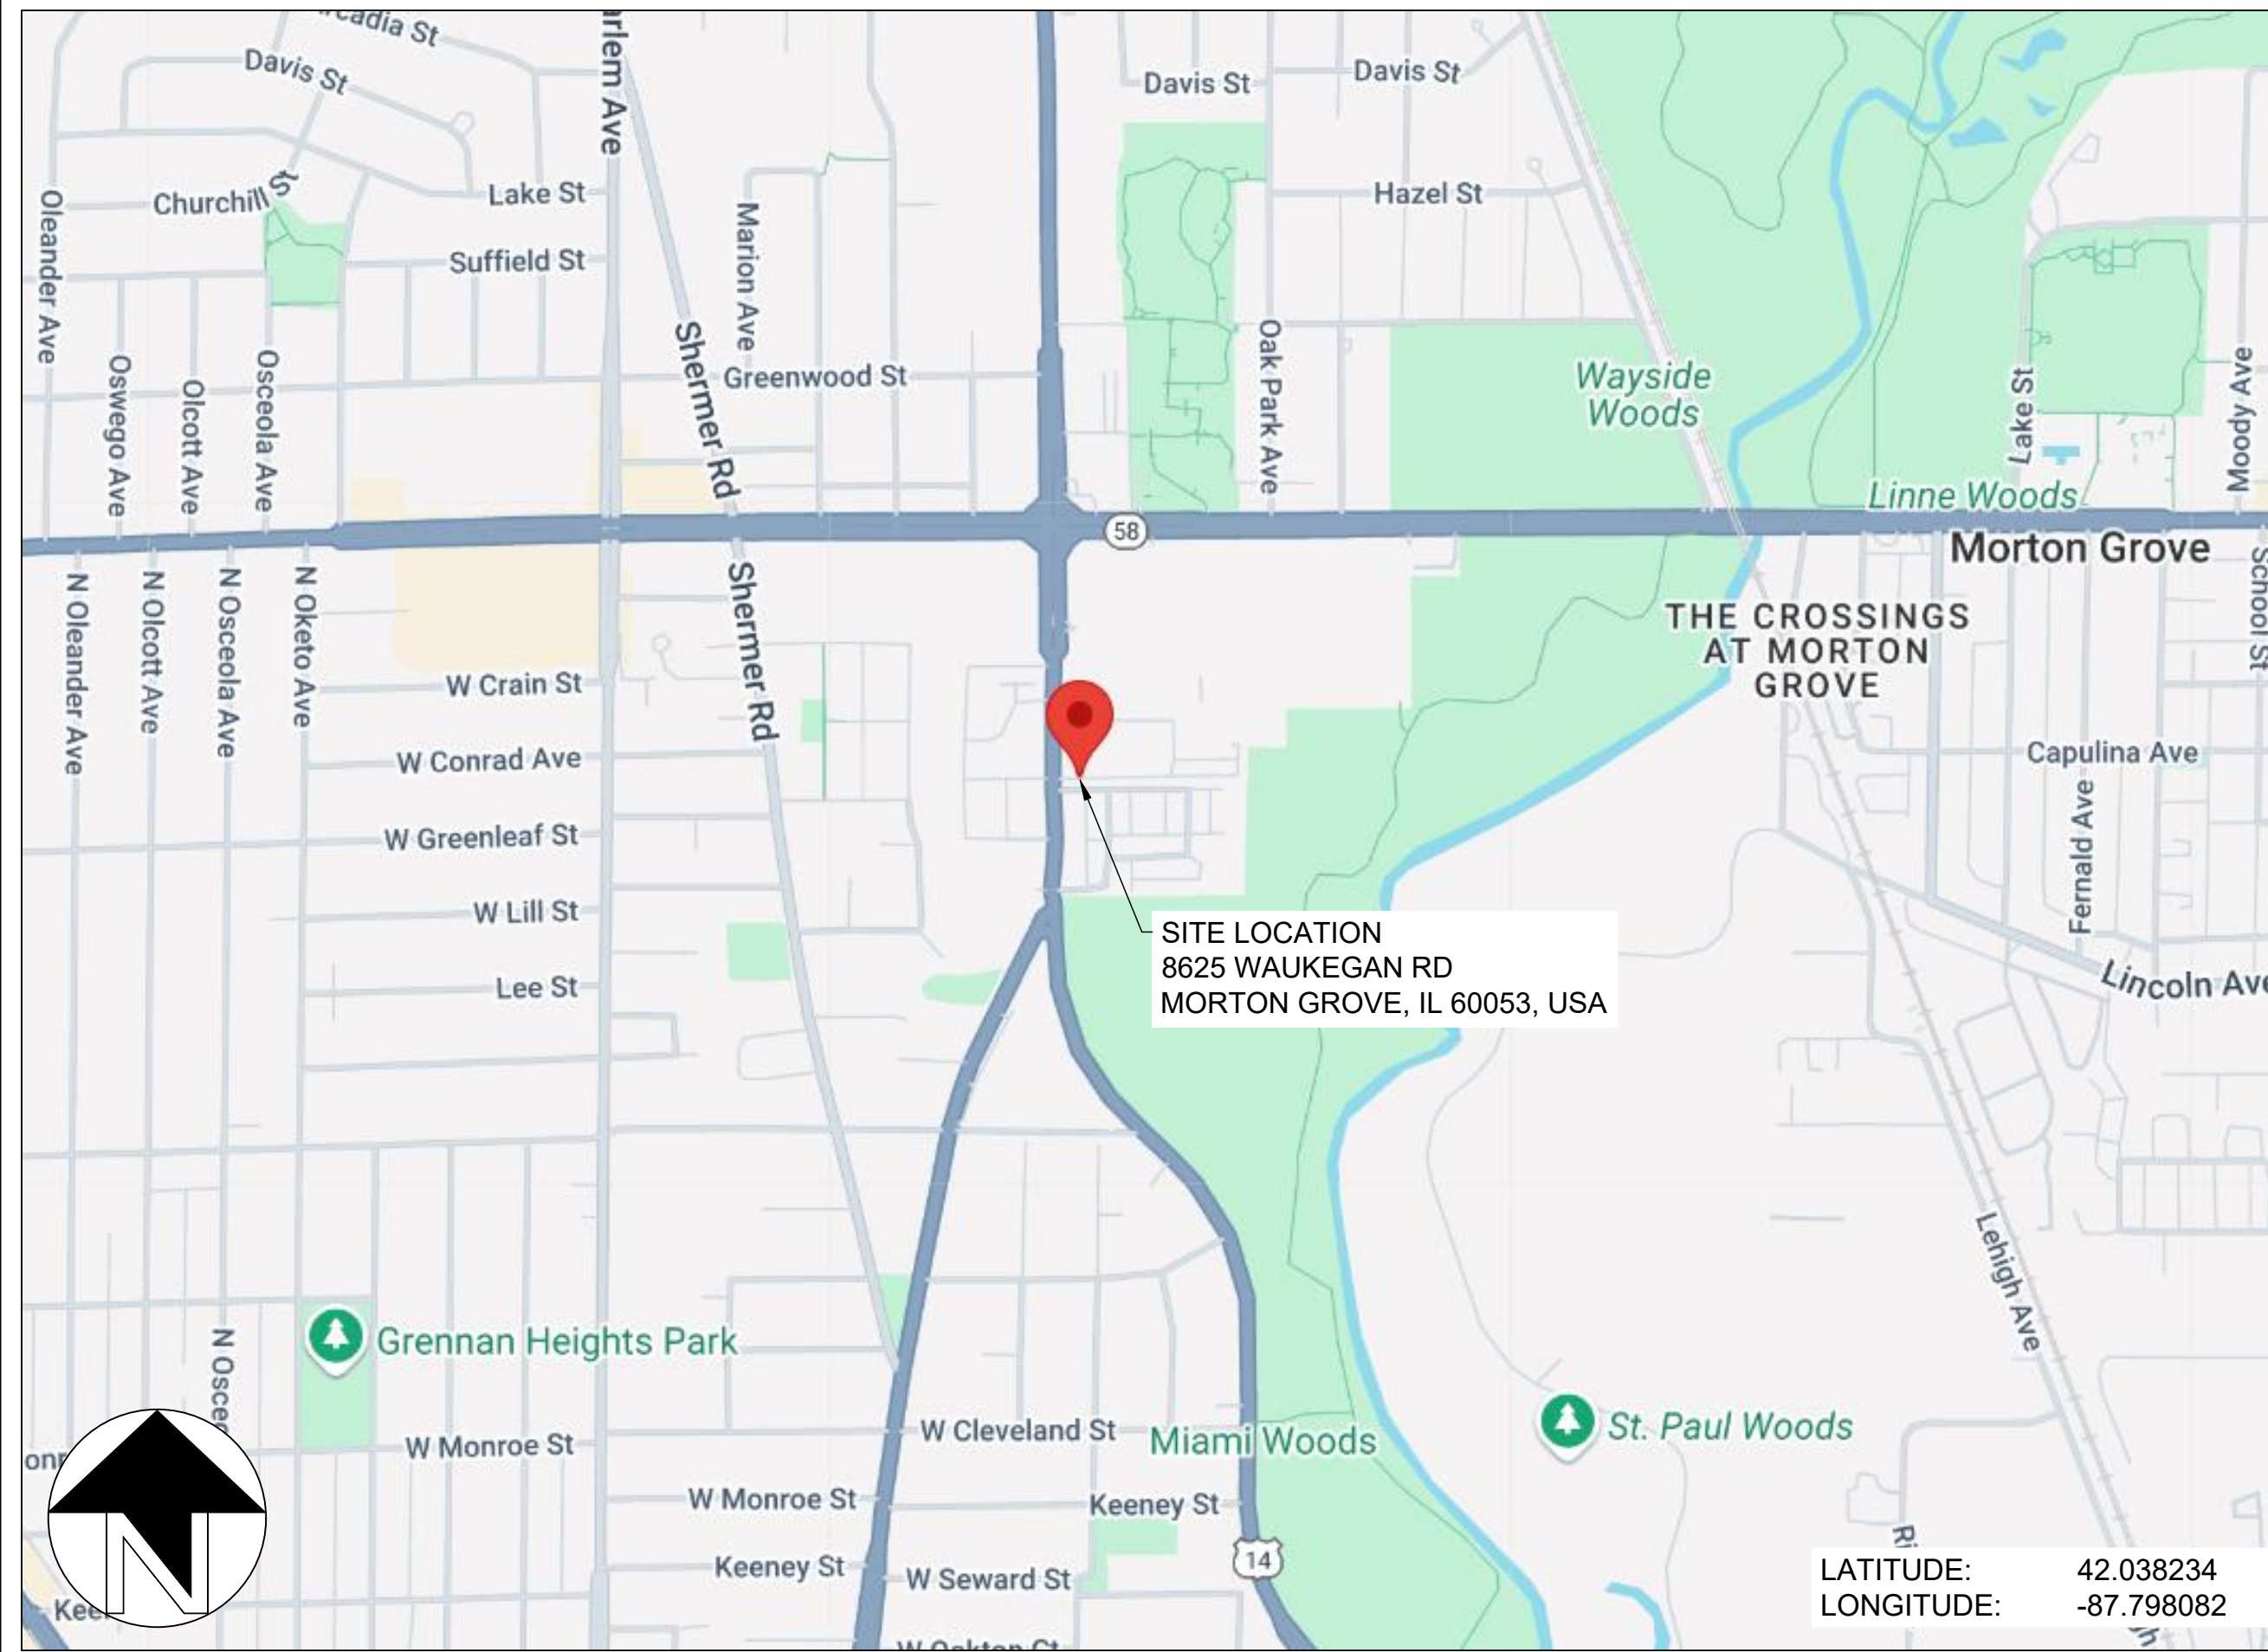 Davis St
Davis St
Davis St
Churchill St
Lake St
Hazel St
Suffield St
Marion Ave
Oleander Ave
Shermer Rd
Greenwood St
Oak Park Ave
Wayside
Woods
Lake St
Moody Ave
Oswego Ave
Olcott Ave
Osceola Ave
Linne Woods
58
Morton Grove
N Oleander Ave
N Olcott Ave
N Osceola Ave
N Oketo Ave
Shermer Rd
School St
THE CROSSINGS
AT MORTON
GROVE
W Crain St
W Conrad Ave
Capulina Ave
W Greenleaf St
Fernald Ave
W Lill St
SITE LOCATION
8625 WAUKEGAN RD
MORTON GROVE, IL 60053, USA
Lee St
Lincoln Ave
Lehigh Ave
Grennan Heights Park
W Cleveland St
Miami Woods
St. Paul Woods
W Monroe St
W Monroe St
Keeney St
N
14
Keeney St
W Seward St
LATITUDE: 42.038234
LONGITUDE: -87.798082